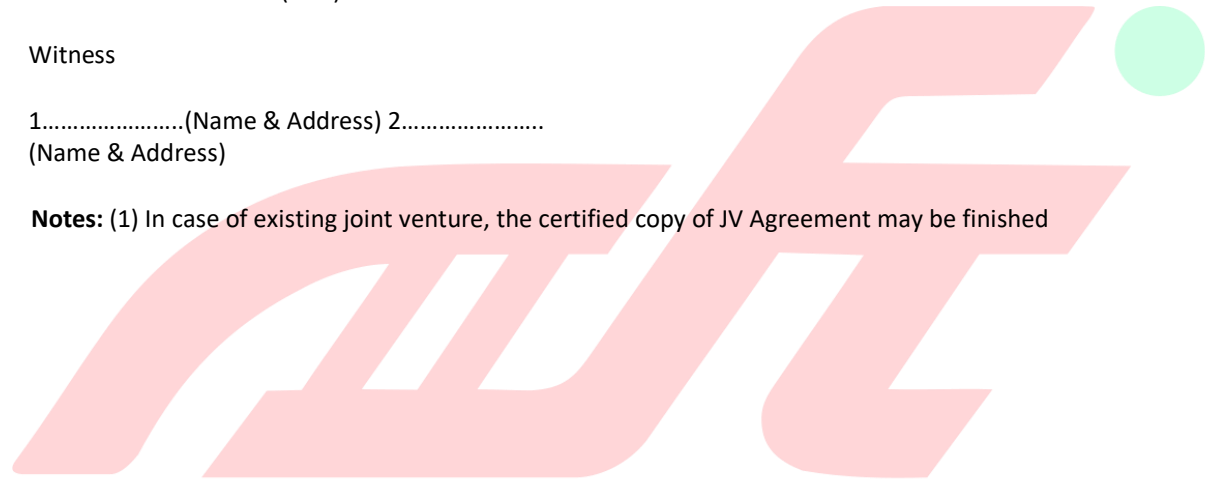 Witness
1…………………..(Name & Address) 2…………………..
(Name & Address)
Notes: (1) In case of existing joint venture, the certified copy of JV Agreement may be finished